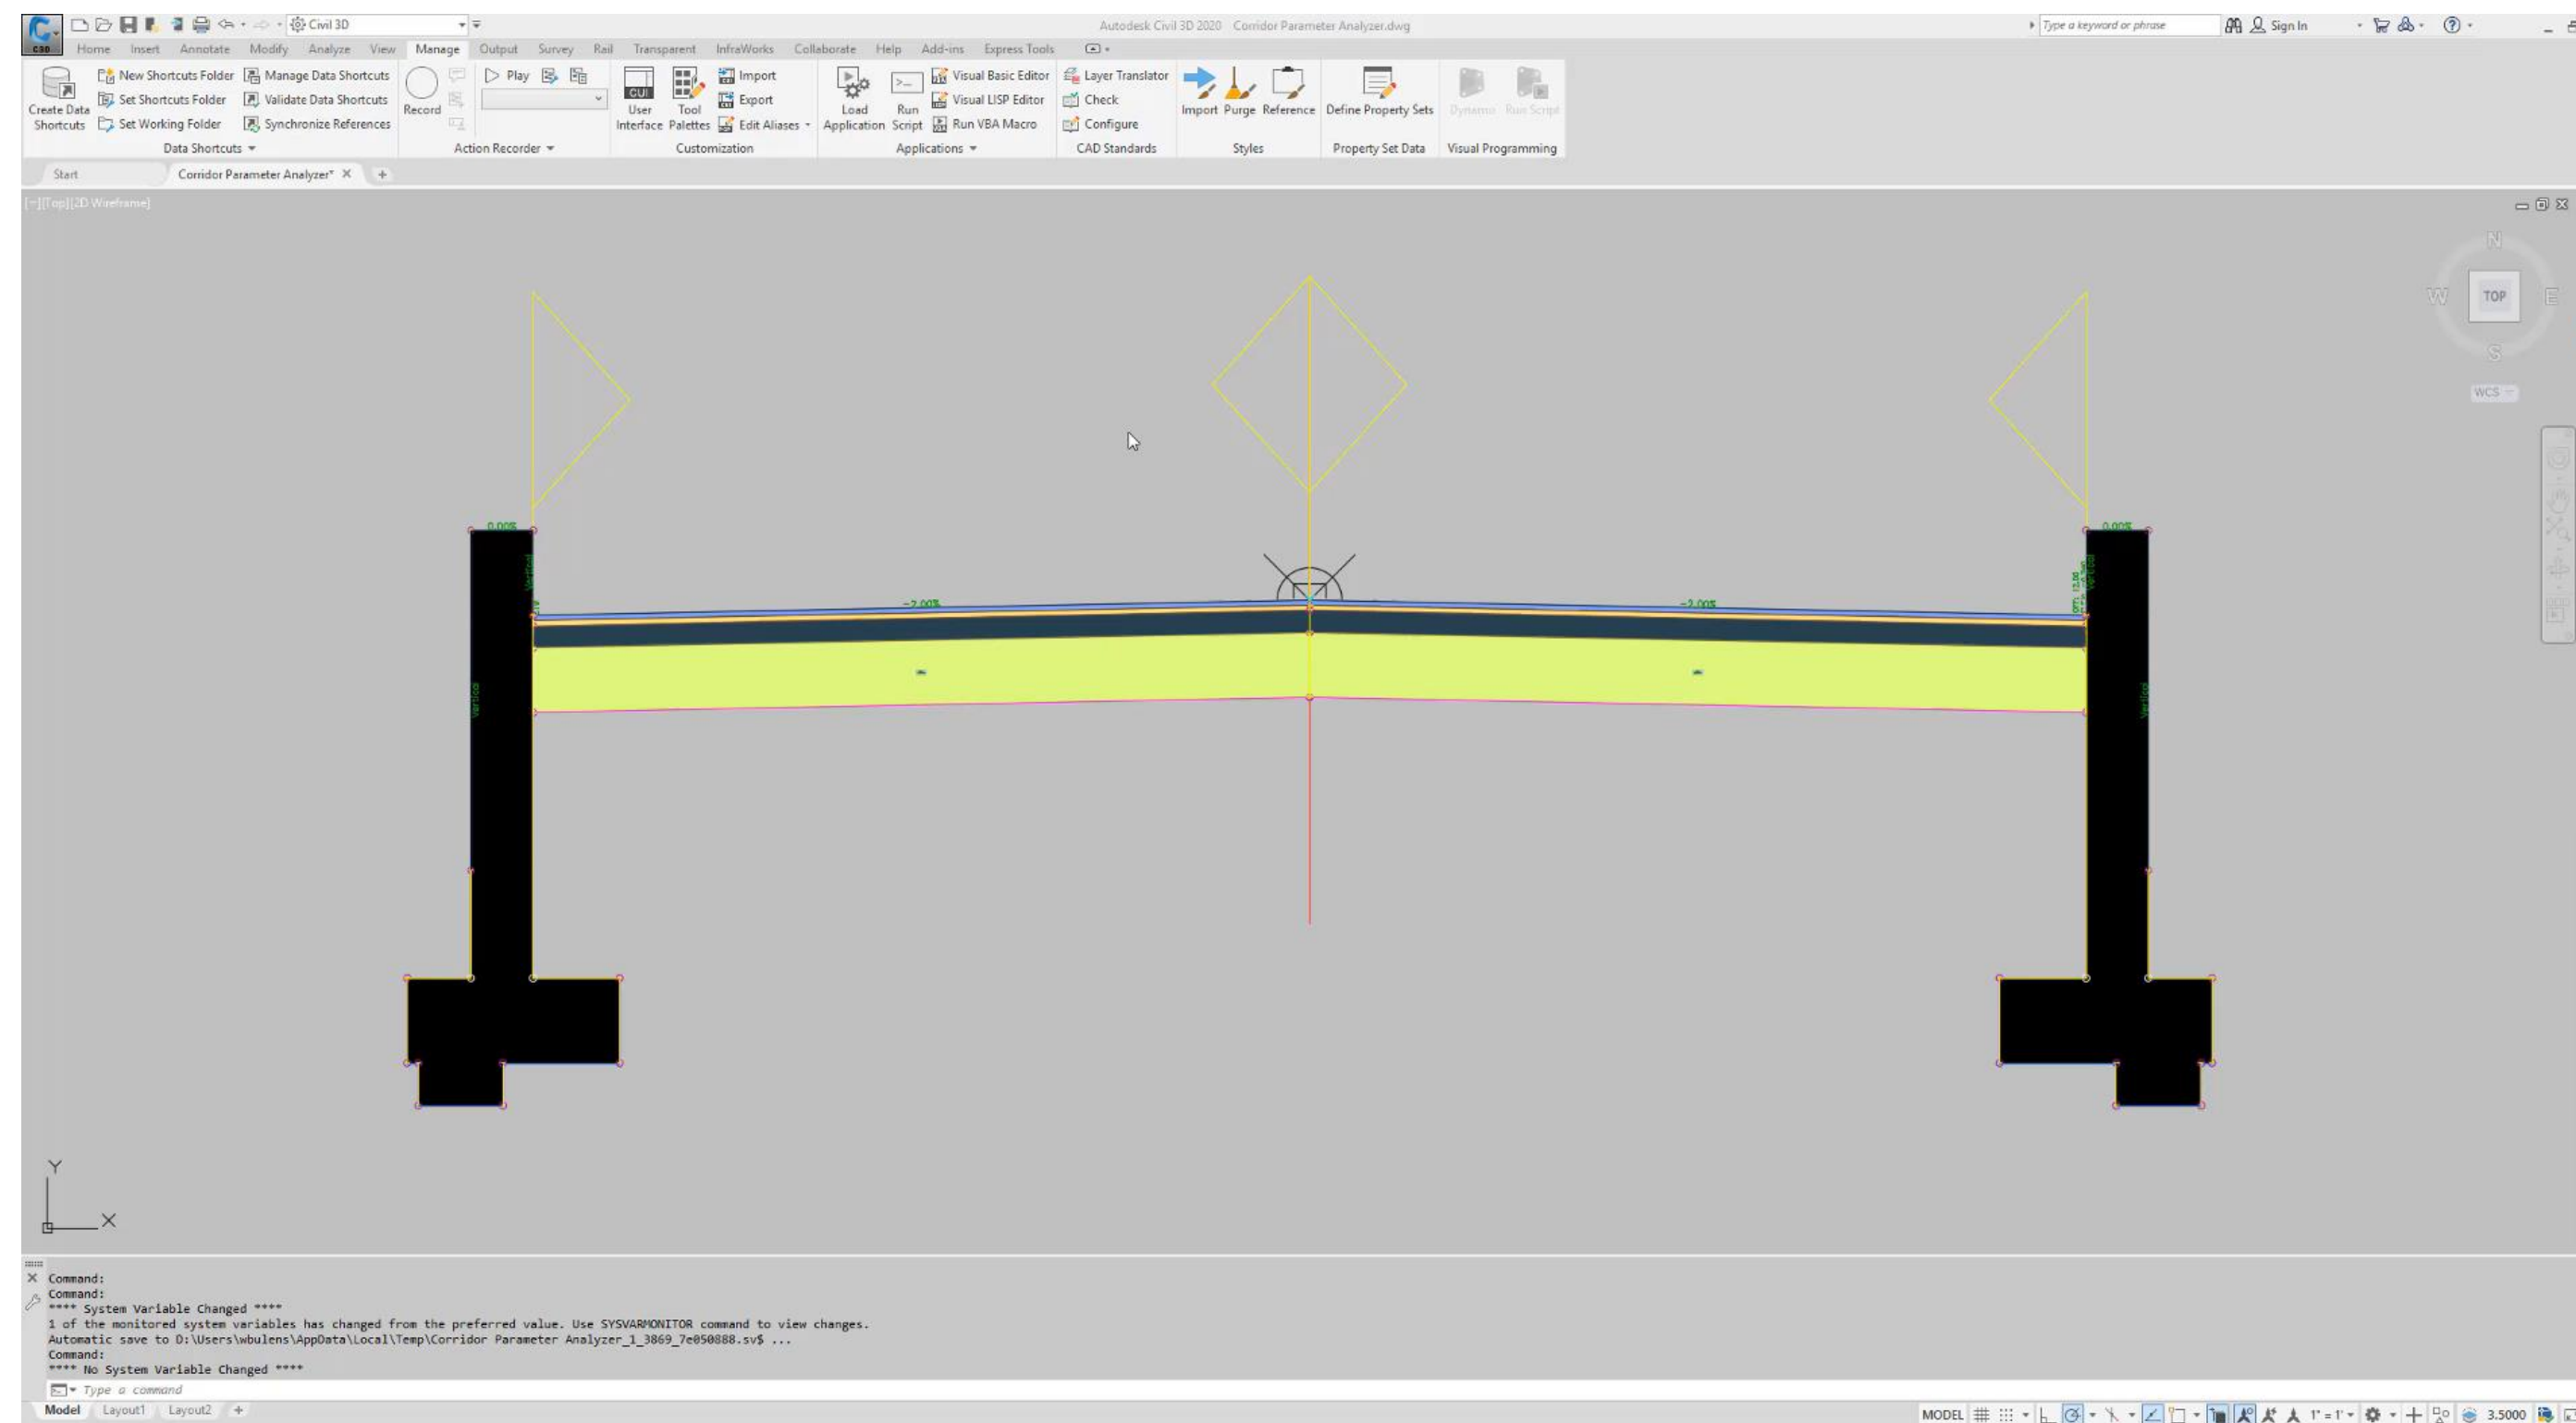 Civil 3D
Autodesk Civil 3D 2020 Corridor Parameter Analyzer.dwg
Type a keyword or phrase
Sign In
C3D
Home Insert Annotate Modify Analyze View Manage Output Survey Rail Transparent InfraWorks Collaborate Help Add-ins Express Tools
New Shortcuts Folder Manage Data Shortcuts Play Import Visual Basic Editor Layer Translator
Create Data Shortcuts Set Shortcuts Folder Validate Data Shortcuts Record CUI User Interface Tool Palettes Export Load Application Run Script Visual LISP Editor Check Import Purge Reference Define Property Sets Dynamo Run Script
Set Working Folder Synchronize References Edit Aliases Run VBA Macro Configure
Data Shortcuts Action Recorder Customization Applications CAD Standards Styles Property Set Data Visual Programming
Start Corridor Parameter Analyzer*
[−][Top][2D Wireframe]
N
W TOP E
S
WCS
0.00% 0.00%
Vertical Vertical
-2.00% -2.00%
Vertical Vertical
Y
X
Command:
Command:
**** System Variable Changed ****
1 of the monitored system variables has changed from the preferred value. Use SYSVARMONITOR command to view changes.
Automatic save to D:\Users\wbulens\AppData\Local\Temp\Corridor Parameter Analyzer_1_3869_7e050888.sv$ ...
Command:
**** No System Variable Changed ****
Type a command
Model Layout1 Layout2 +
MODEL 1" = 1' 3.5000